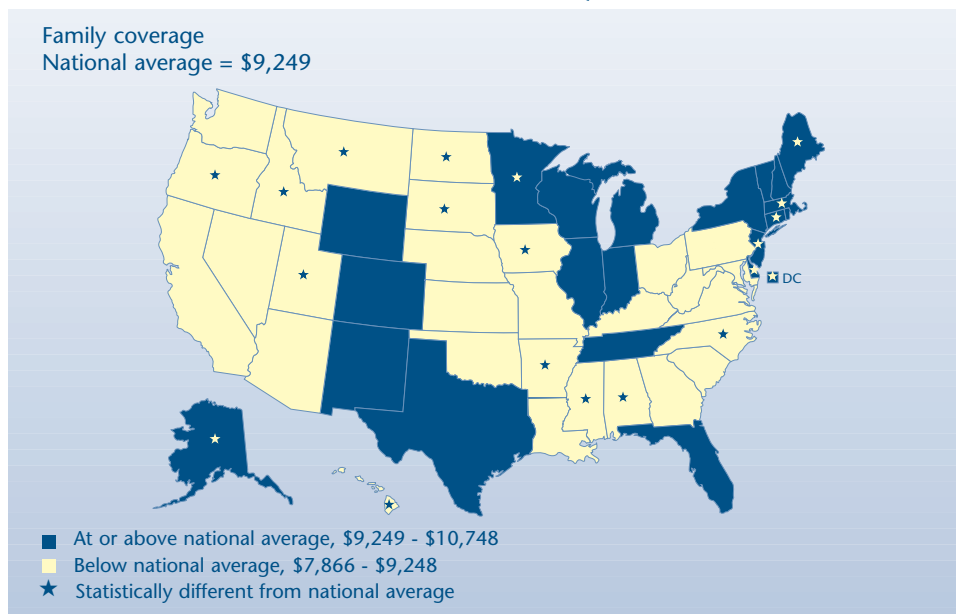 Family coverage
National average = $9,249
DC
At or above national average, $9,249 - $10,748
Below national average, $7,866 - $9,248
Statistically different from national average